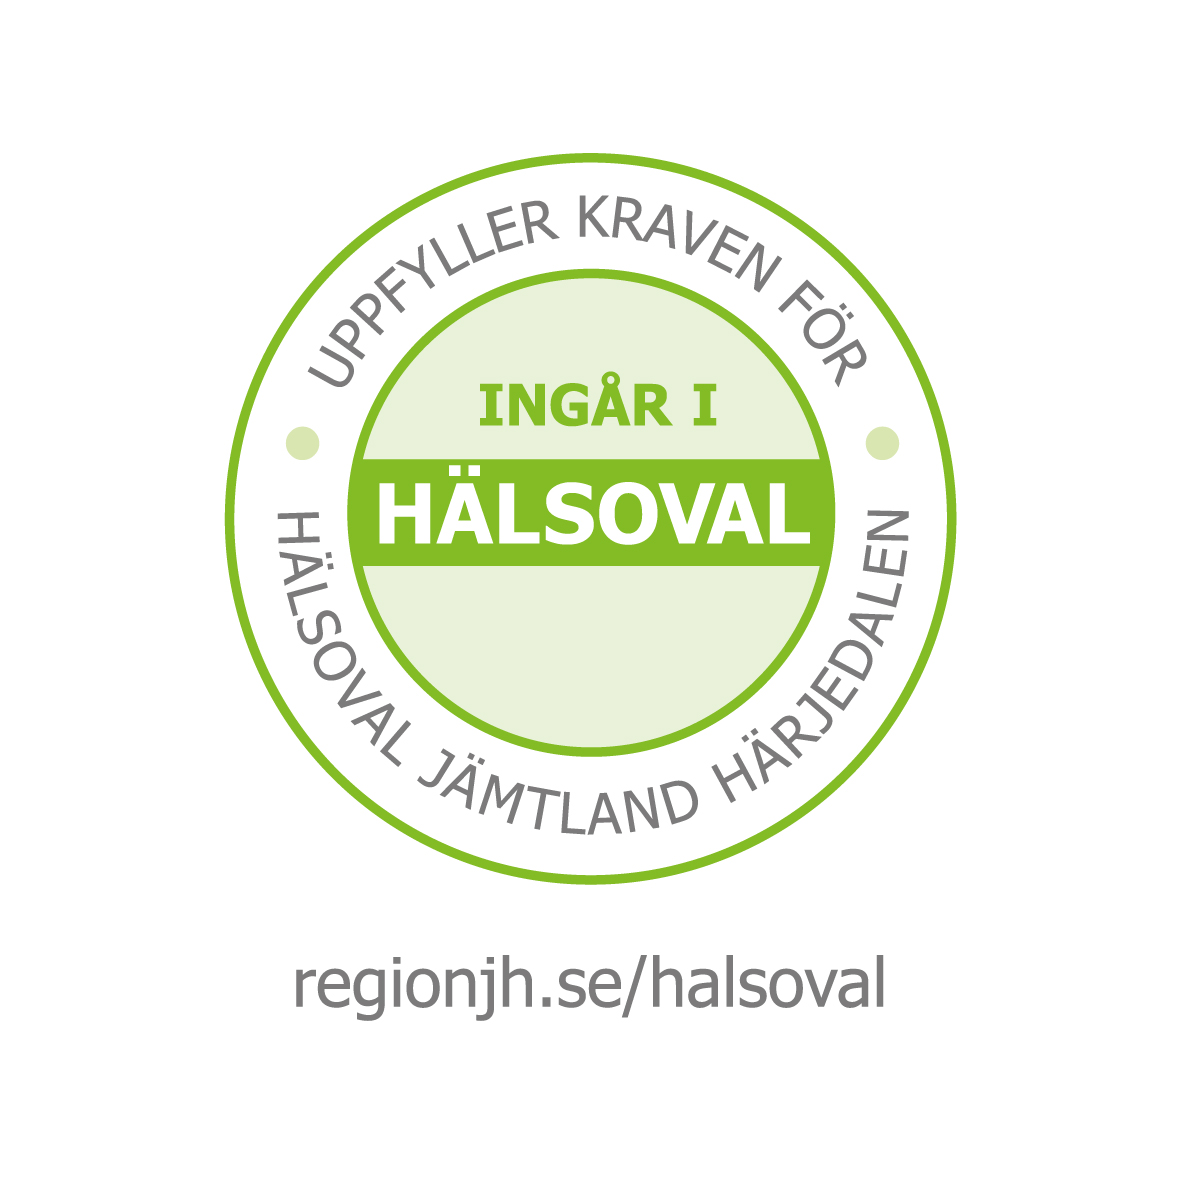 UPPFYLLER KRAVEN FÖR
INGÅR I
HÄLSOVAL
HÄLSOVAL JÄMTLAND HÄRJEDALEN
regionjh.se/halsoval